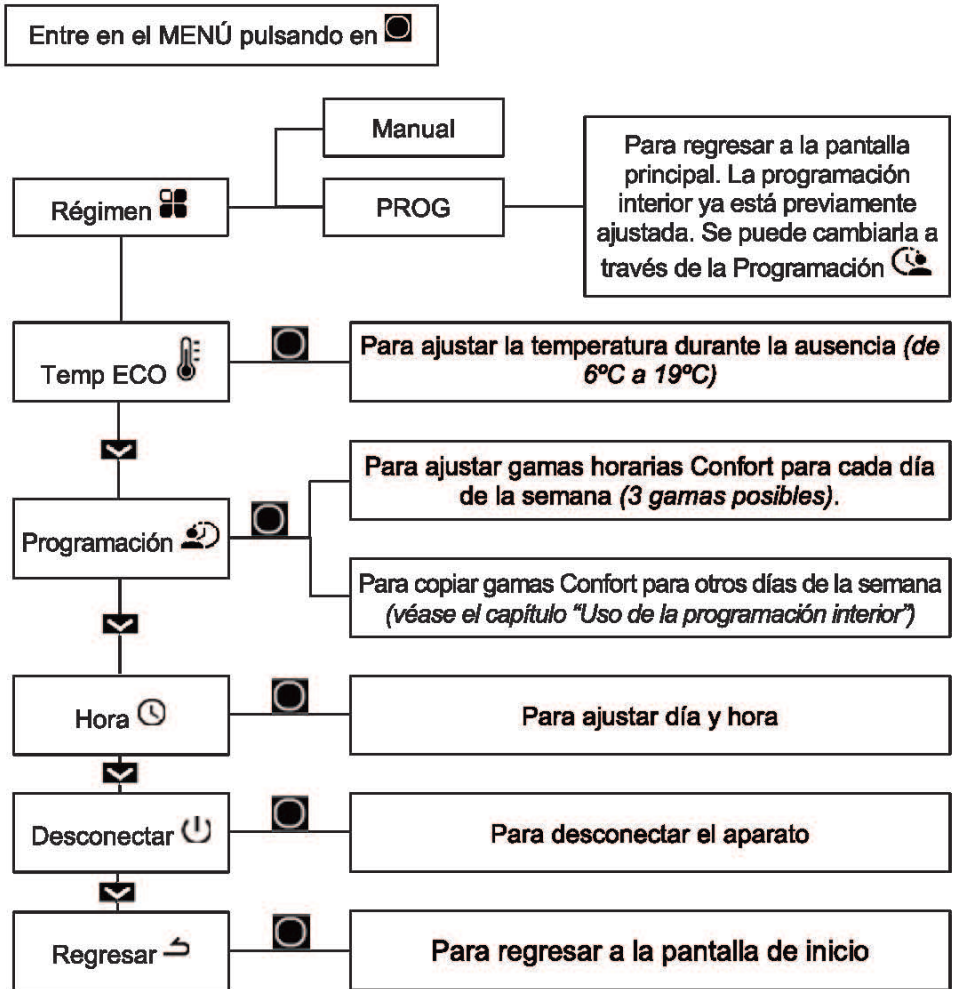 Entre en el MENÚ pulsando en
Manual
Régimen
PROG
Para regresar a la pantalla
principal. La programación
interior ya está previamente
ajustada. Se puede cambiarla a
través de la Programación
Temp ECO
Para ajustar la temperatura durante la ausencia (de
6ºC a 19ºC)
Programación
Para ajustar gamas horarias Confort para cada día
de la semana (3 gamas posibles).
Para copiar gamas Confort para otros días de la semana
(véase el capítulo “Uso de la programación interior”)
Hora
Para ajustar día y hora
Desconectar
Para desconectar el aparato
Regresar
Para regresar a la pantalla de inicio